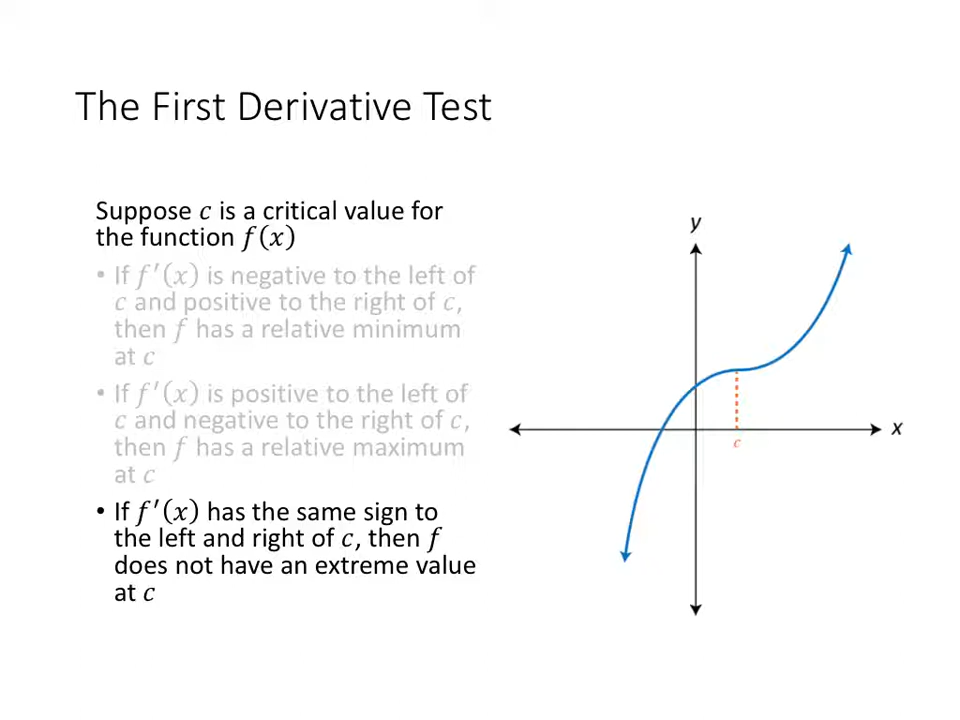 The First Derivative Test
Suppose 𝑐 is a critical value for
the function 𝑓(𝑥)
• If 𝑓′(𝑥) is negative to the left of
𝑐 and positive to the right of 𝑐,
then 𝑓 has a relative minimum
at 𝑐
• If 𝑓′(𝑥) is positive to the left of
𝑐 and negative to the right of 𝑐,
then 𝑓 has a relative maximum
at 𝑐
• If 𝑓′(𝑥) has the same sign to
the left and right of 𝑐, then 𝑓
does not have an extreme value
at 𝑐
y
x
c